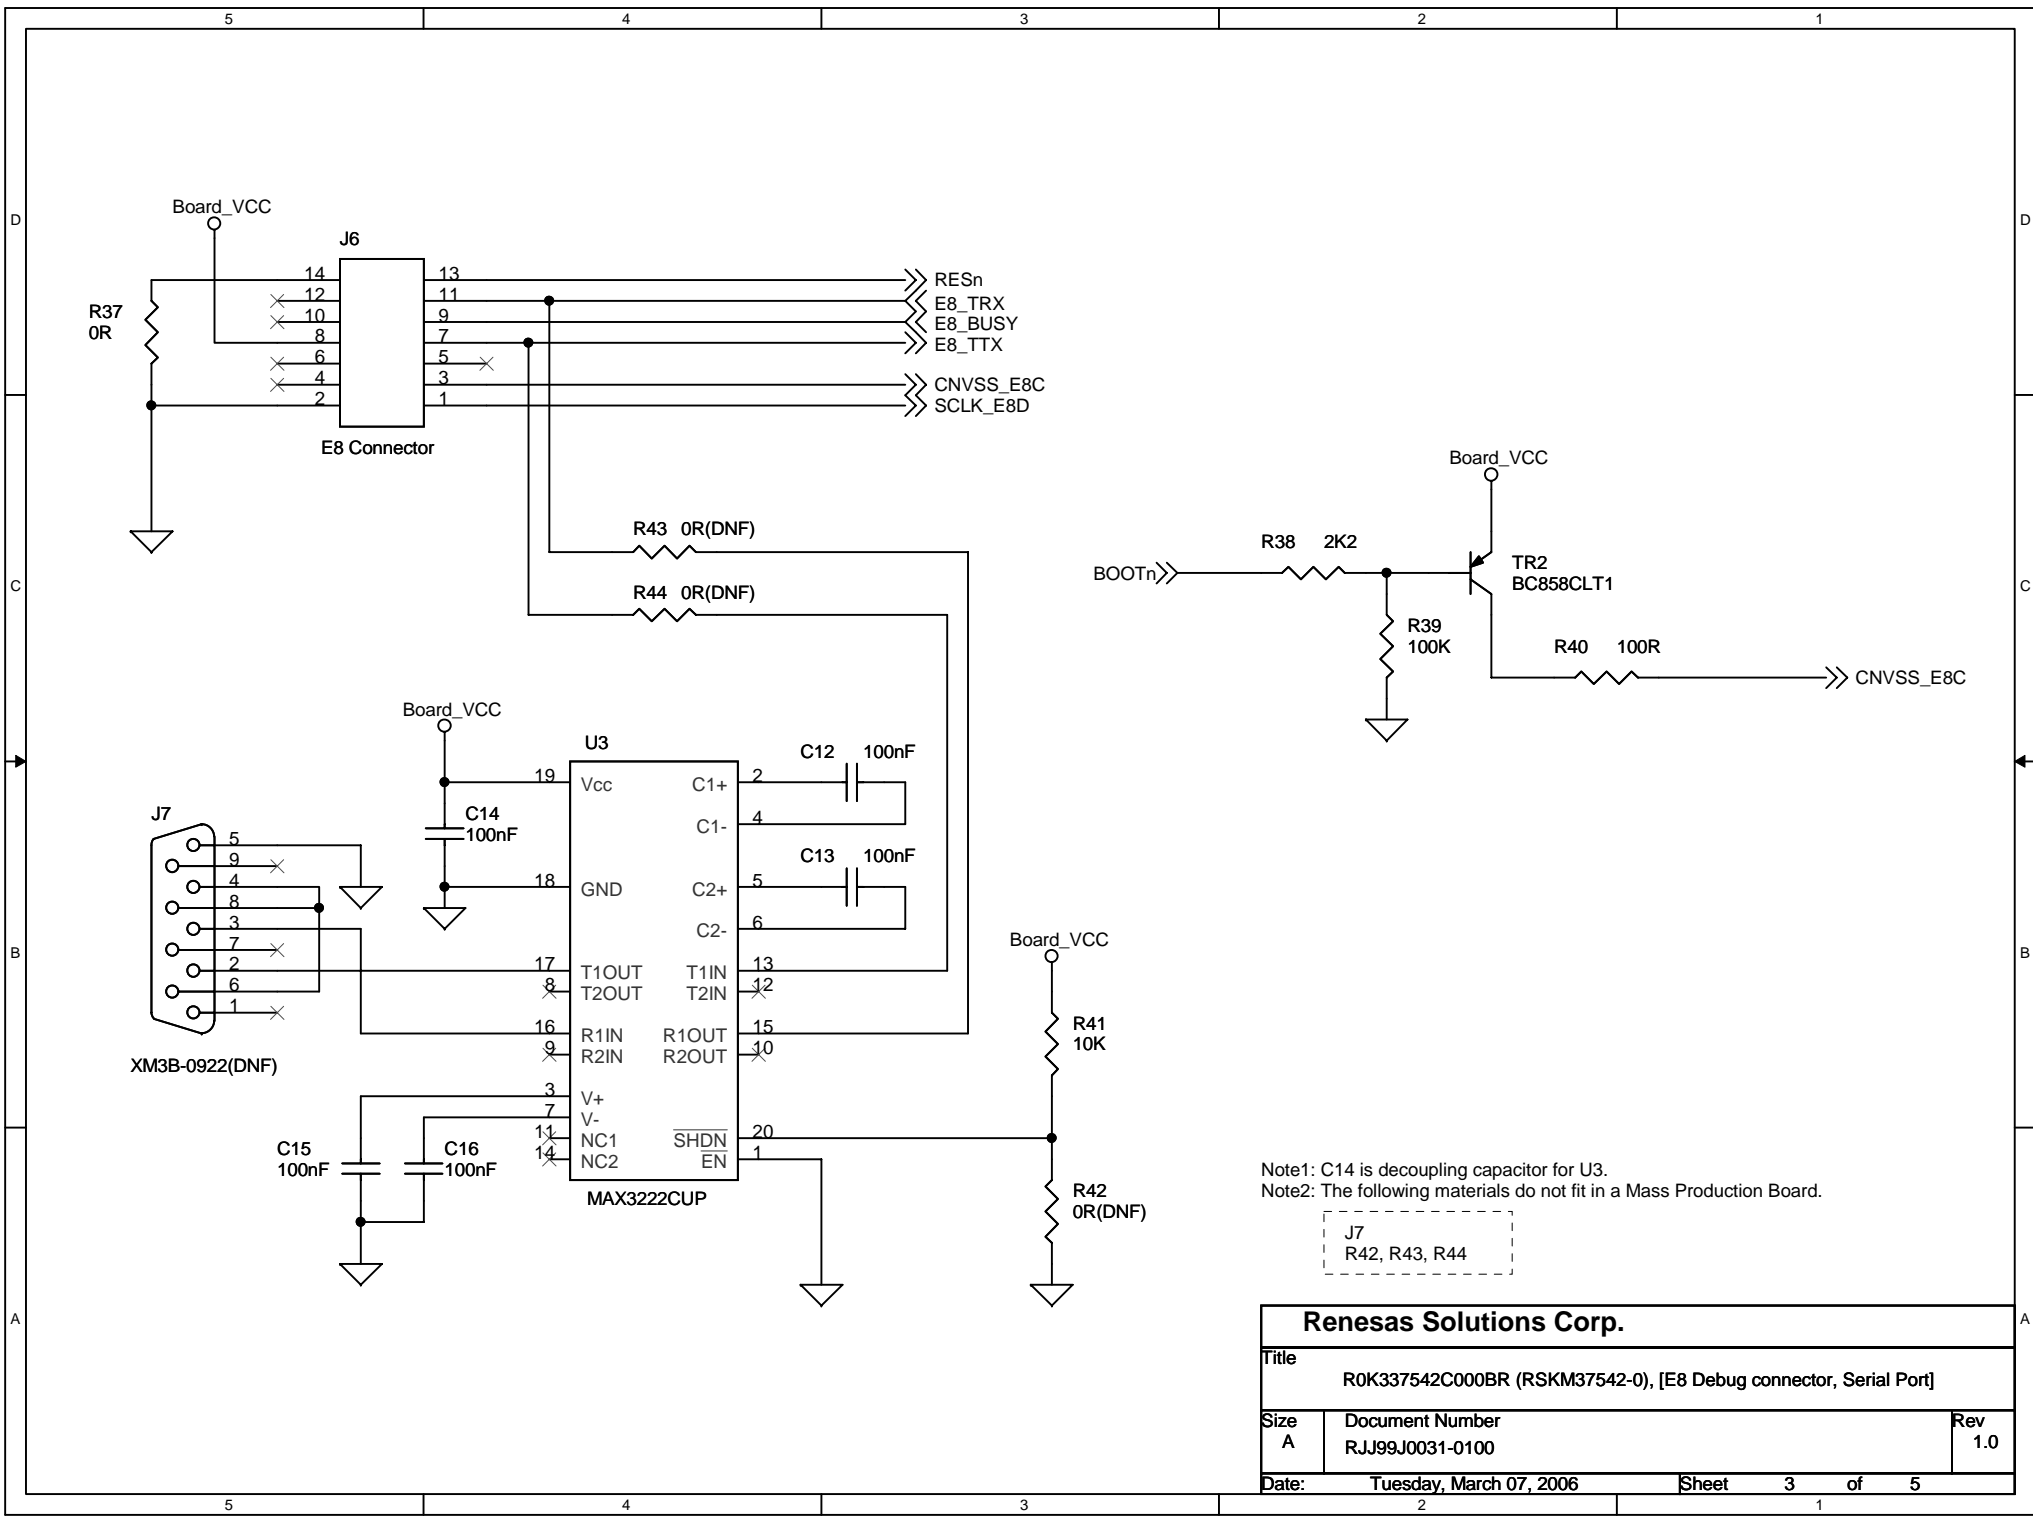 5 4 3 2 1
D D
C C
B B
A A
Board_VCC
J6
R37
0R
14
12
10
8
6
4
2
13
11
9
7
5
3
1
RESn
E8_TRX
E8_BUSY
E8_TTX
CNVSS_E8C
SCLK_E8D
E8 Connector
R43 0R(DNF)
R44 0R(DNF)
Board_VCC
R38 2K2
BOOTn
TR2
BC858CLT1
R39
100K
R40 100R
CNVSS_E8C
Board_VCC
U3
C12 100nF
C14
100nF
C13 100nF
19 Vcc
18 GND
17 T1OUT
8 T2OUT
16 R1IN
9 R2IN
3 V+
7 V-
11 NC1
14 NC2
C1+ 2
C1- 4
C2+ 5
C2- 6
T1IN 13
T2IN 12
R1OUT 15
R2OUT 10
SHDN 20
EN 1
MAX3222CUP
J7
5
9
4
8
3
7
2
6
1
XM3B-0922(DNF)
C15
100nF
C16
100nF
Board_VCC
R41
10K
R42
0R(DNF)
Note1: C14 is decoupling capacitor for U3.
Note2: The following materials do not fit in a Mass Production Board.
J7
R42, R43, R44
Renesas Solutions Corp.
Title
R0K337542C000BR (RSKM37542-0), [E8 Debug connector, Serial Port]
Size Document Number Rev
A RJJ99J0031-0100 1.0
Date: Tuesday, March 07, 2006 Sheet 3 of 5
5 4 3 2 1